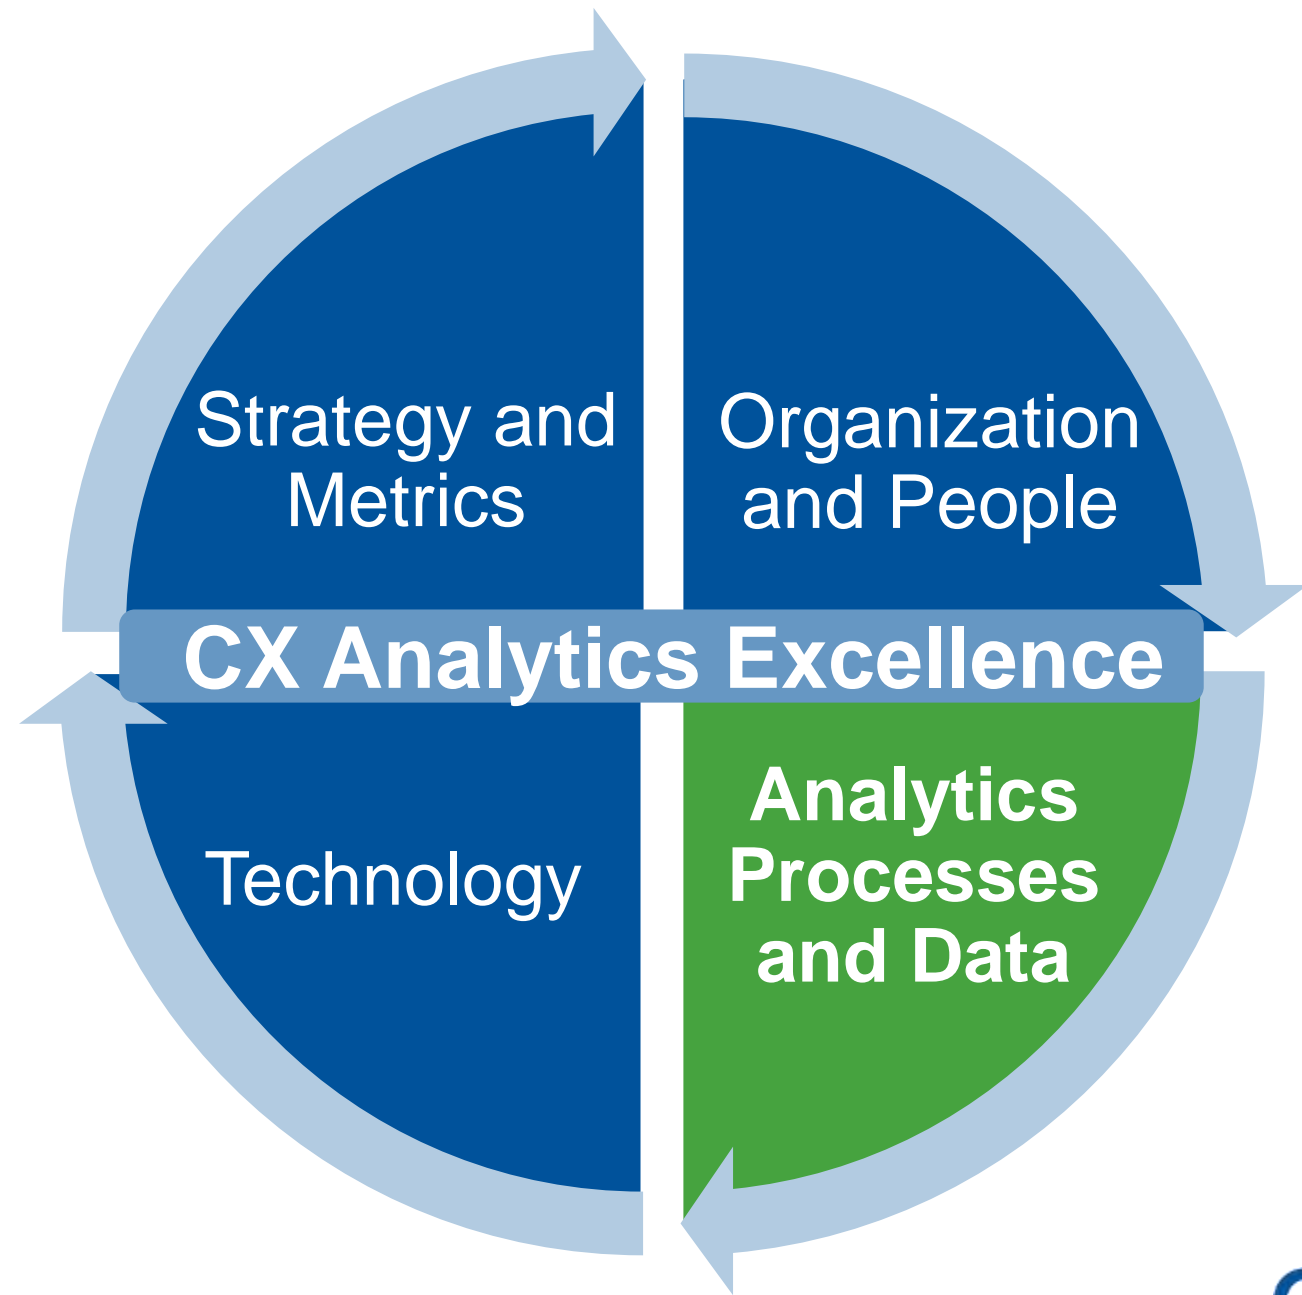 Strategy and
Metrics
Organization
and People
CX Analytics Excellence
Technology
Analytics
Processes
and Data